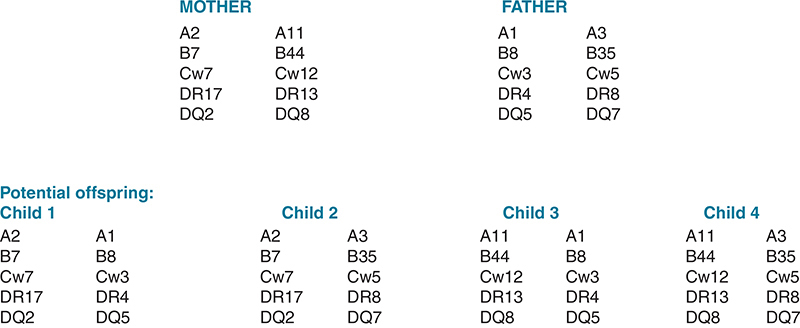 MOTHER FATHER
A2 A11 A1 A3
B7 B44 B8 B35
Cw7 Cw12 Cw3 Cw5
DR17 DR13 DR4 DR8
DQ2 DQ8 DQ5 DQ7
Potential offspring:
Child 1 Child 2 Child 3 Child 4
A2 A1 A2 A3 A11 A1 A11 A3
B7 B8 B7 B35 B44 B8 B44 B35
Cw7 Cw3 Cw7 Cw5 Cw12 Cw3 Cw12 Cw5
DR17 DR4 DR17 DR8 DR13 DR4 DR13 DR8
DQ2 DQ5 DQ2 DQ7 DQ8 DQ5 DQ8 DQ7